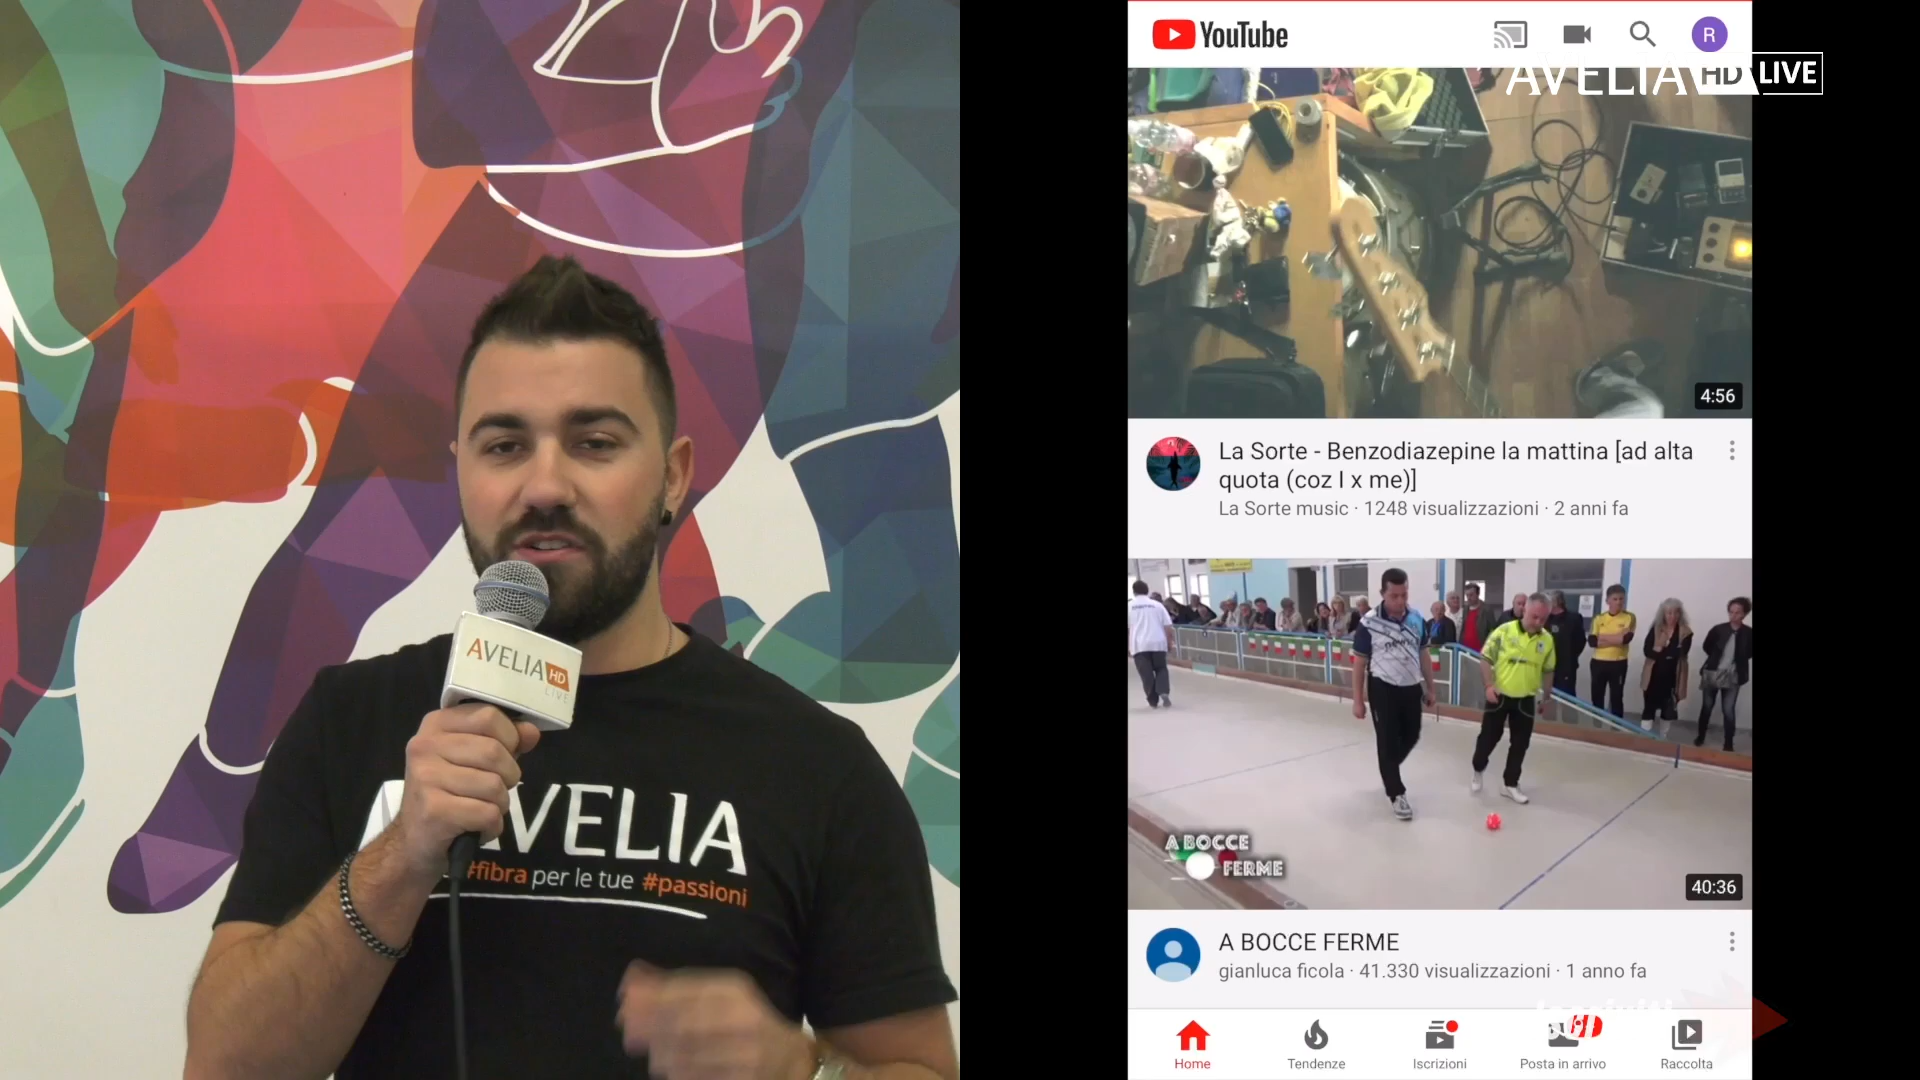 AVELIA HD
LIVE
AVELIA
#fibra per le tue #passioni
YouTube
R
AVELIA HD LIVE
4:56
La Sorte - Benzodiazepine la mattina [ad alta
quota (coz I x me)]
La Sorte music · 1248 visualizzazioni · 2 anni fa
A BOCCE
FERME
40:36
A BOCCE FERME
gianluca ficola · 41.330 visualizzazioni · 1 anno fa
Iscriviti
Home
Tendenze
Iscrizioni
Posta in arrivo
Raccolta